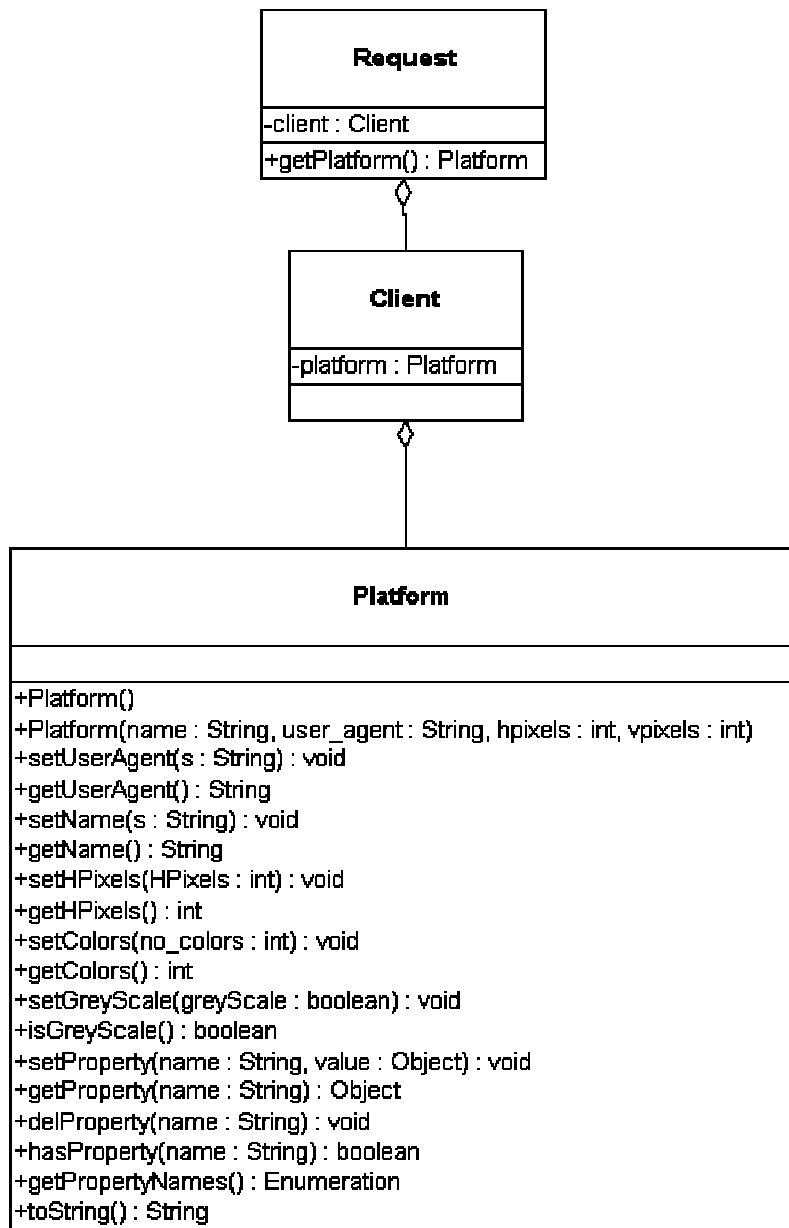 Request
-client : Client
+getPlatform() : Platform
Client
-platform : Platform
Platform
+Platform()
+Platform(name : String, user_agent : String, hpixels : int, vpixels : int)
+setUserAgent(s : String) : void
+getUserAgent() : String
+setName(s : String) : void
+getName() : String
+setHPixels(HPixels : int) : void
+getHPixels() : int
+setColors(no_colors : int) : void
+getColors() : int
+setGreyScale(greyScale : boolean) : void
+isGreyScale() : boolean
+setProperty(name : String, value : Object) : void
+getProperty(name : String) : Object
+delProperty(name : String) : void
+hasProperty(name : String) : boolean
+getPropertyNames() : Enumeration
+toString() : String